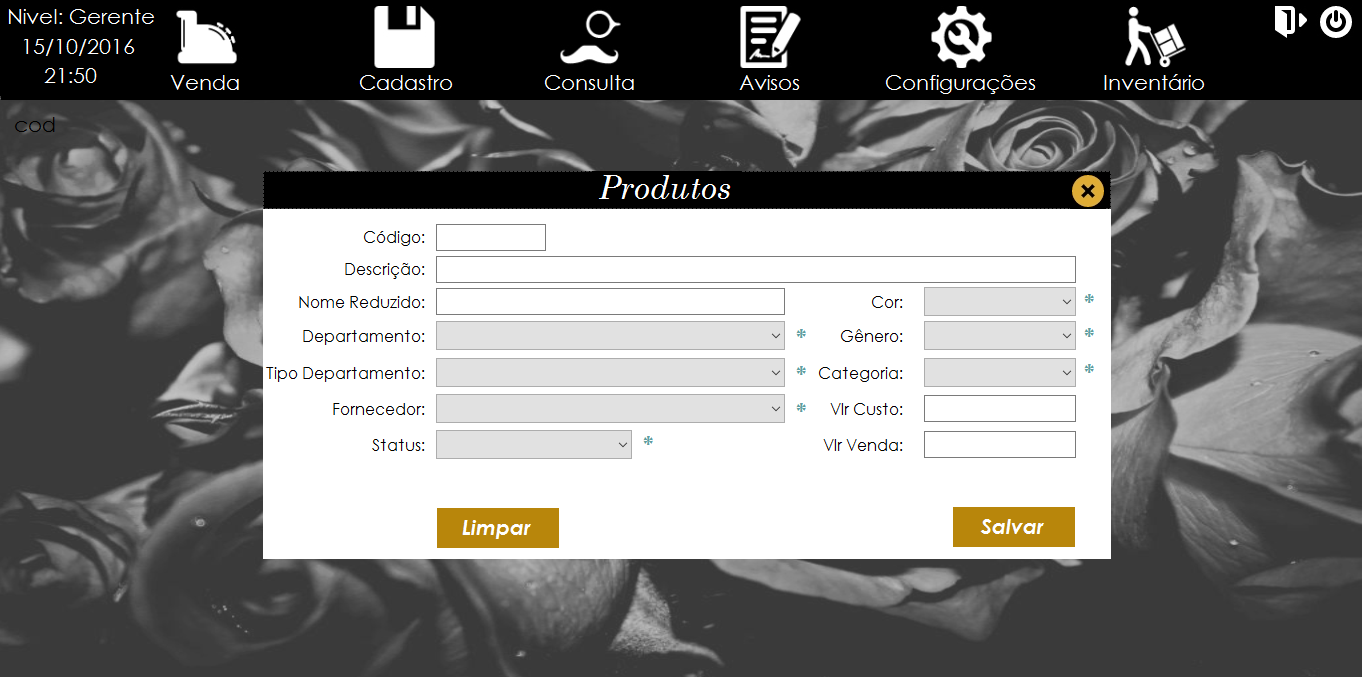 Nivel: Gerente
15/10/2016
21:50
Venda
Cadastro
Consulta
Avisos
Configurações
Inventário
cod
Produtos
Código:
Descrição:
Nome Reduzido:
Cor:
*
Departamento:
*
Gênero:
*
Tipo Departamento:
*
Categoria:
*
Fornecedor:
*
Vlr Custo:
Status:
*
Vlr Venda:
Limpar
Salvar